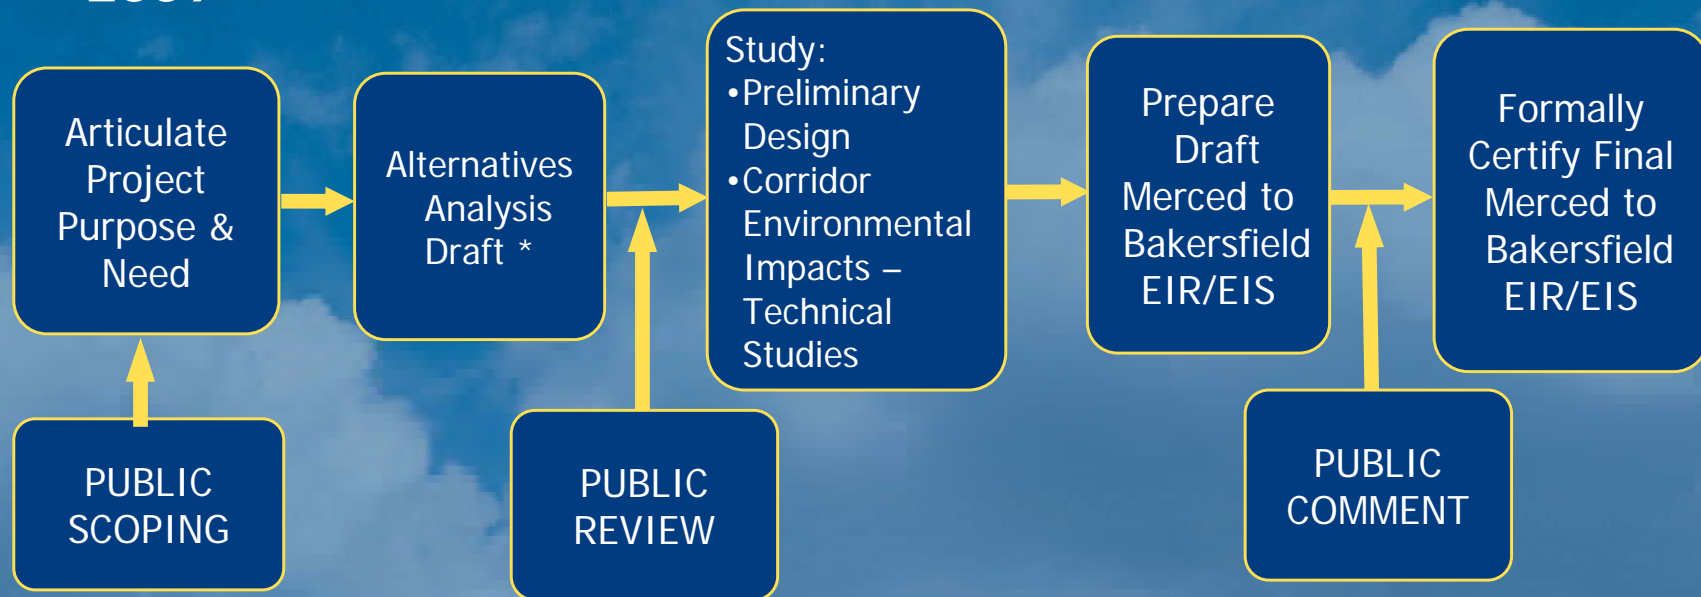 Articulate
Project
Purpose &
Need
Alternatives
Analysis
Draft *
Study:
•Preliminary
Design
•Corridor
Environmental
Impacts –
Technical
Studies
Prepare
Draft
Merced to
Bakersfield
EIR/EIS
Formally
Certify Final
Merced to
Bakersfield
EIR/EIS
PUBLIC
SCOPING
PUBLIC
REVIEW
PUBLIC
COMMENT